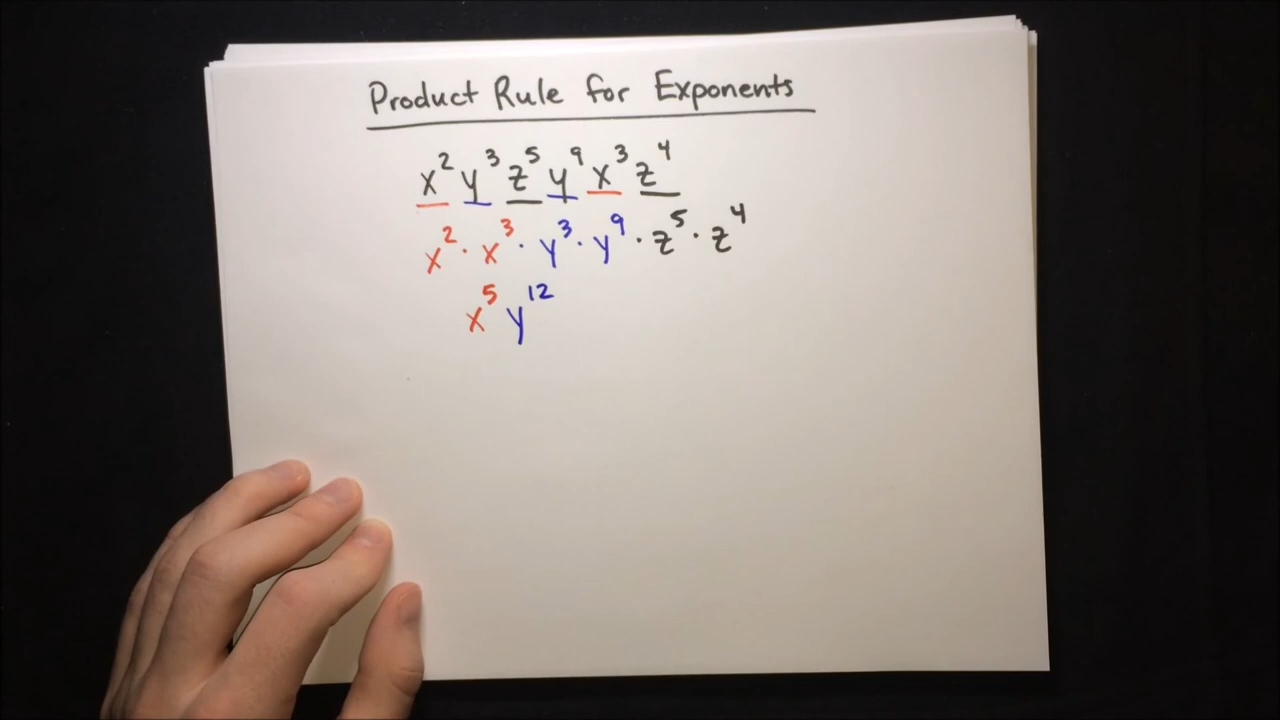 Product Rule for Exponents
x² y³ z⁵ y⁹ x³ z⁴
x² · x³ · y³ · y⁹ · z⁵ · z⁴
x⁵ y¹²